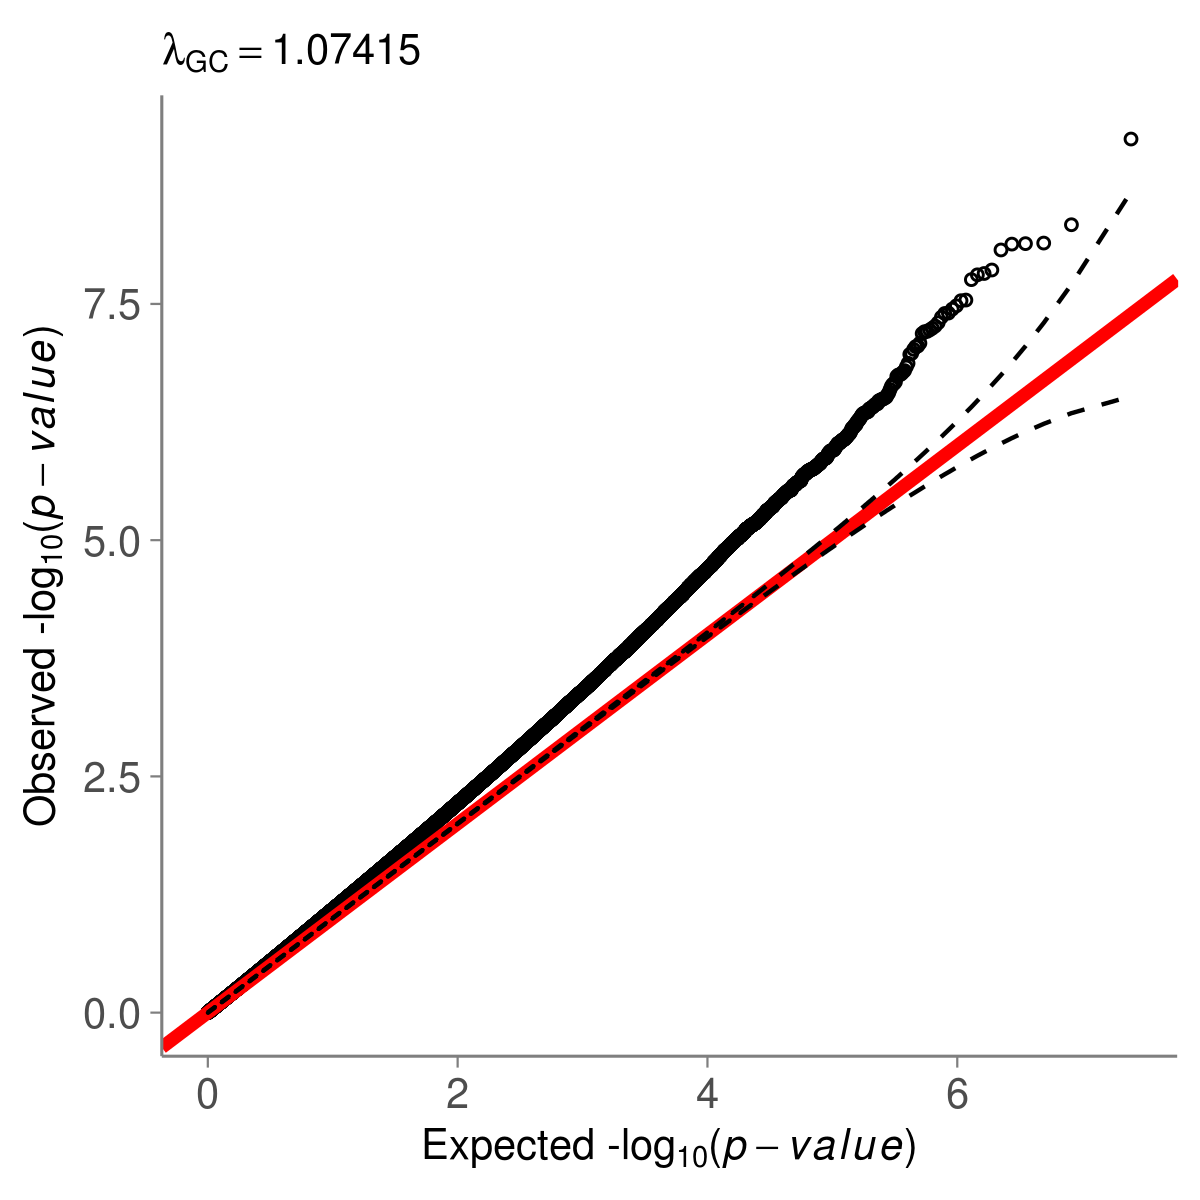 λGC = 1.07415
Observed -log10(p − value)
7.5
5.0
2.5
0.0
0 2 4 6
Expected -log10(p − value)